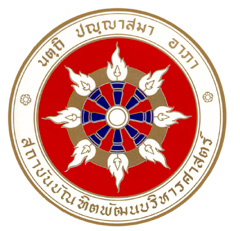 นตฺถิ ปญฺญาสมา อาภา
สถาบันบัณฑิตพัฒนบริหารศาสตร์